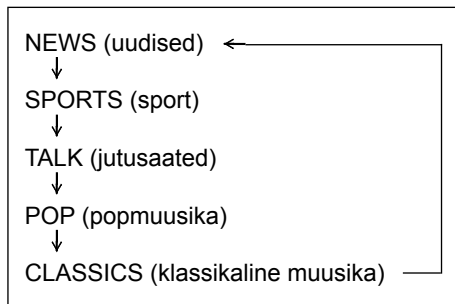 NEWS (uudised)
SPORTS (sport)
TALK (jutusaated)
POP (popmuusika)
CLASSICS (klassikaline muusika)